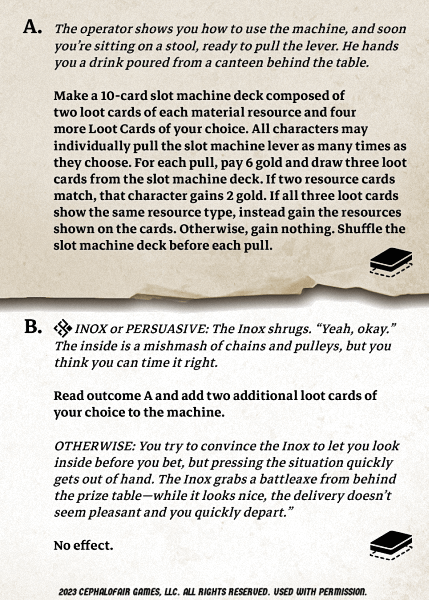 A. The operator shows you how to use the machine, and soon
you're sitting on a stool, ready to pull the lever. He hands
you a drink poured from a canteen behind the table.
Make a 10-card slot machine deck composed of
two loot cards of each material resource and four
more Loot Cards of your choice. All characters may
individually pull the slot machine lever as many times as
they choose. For each pull, pay 6 gold and draw three loot
cards from the slot machine deck. If two resource cards
match, that character gains 2 gold. If all three loot cards
show the same resource type, instead gain the resources
shown on the cards. Otherwise, gain nothing. Shuffle the
slot machine deck before each pull.
B. INOX or PERSUASIVE: The Inox shrugs. “Yeah, okay.”
The inside is a mishmash of chains and pulleys, but you
think you can time it right.
Read outcome A and add two additional loot cards of
your choice to the machine.
OTHERWISE: You try to convince the Inox to let you look
inside before you bet, but pressing the situation quickly
gets out of hand. The Inox grabs a battleaxe from behind
the prize table—while it looks nice, the delivery doesn't
seem pleasant and you quickly depart.”
No effect.
2023 CEPHALOFAIR GAMES, LLC. ALL RIGHTS RESERVED. USED WITH PERMISSION.